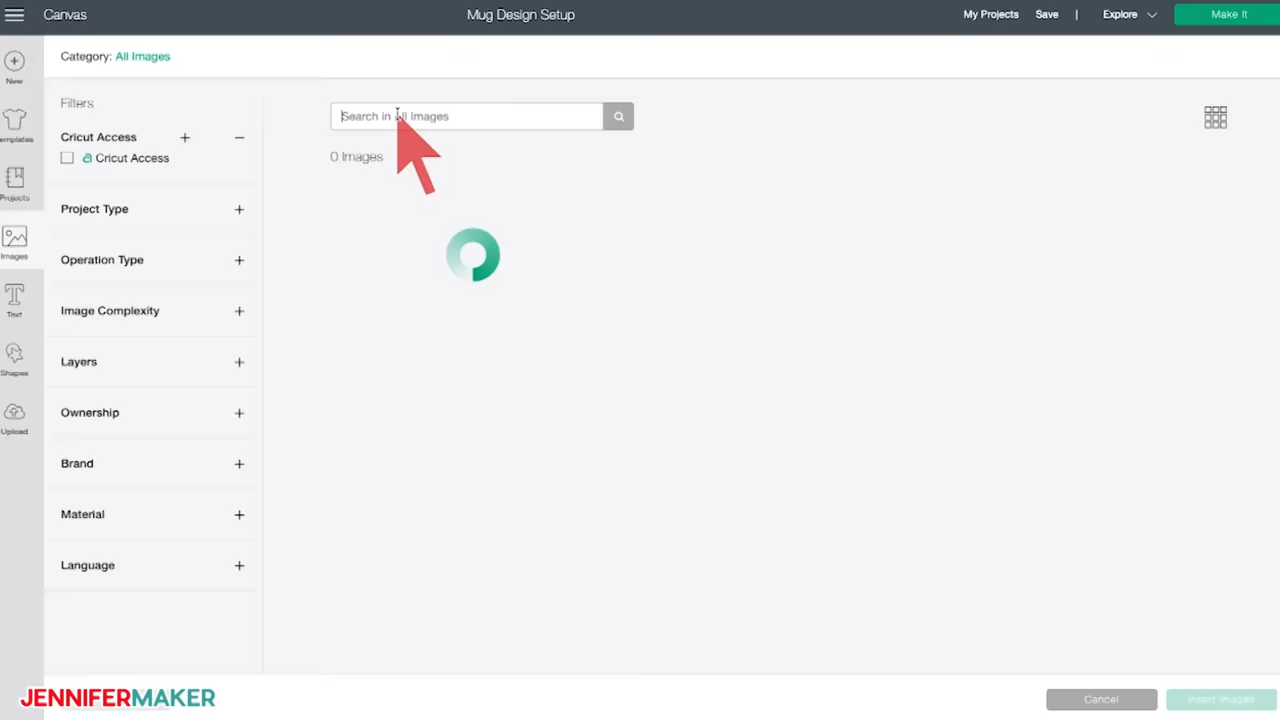 Canvas
Mug Design Setup
My Projects Save | Explore
Make It
Category: All Images
New
Templates
Projects
Images
Text
Shapes
Upload
Filters
Cricut Access
Cricut Access
Project Type
Operation Type
Image Complexity
Layers
Ownership
Brand
Material
Language
Search in All Images
0 Images
JENNIFERMAKER
Cancel
Insert Images